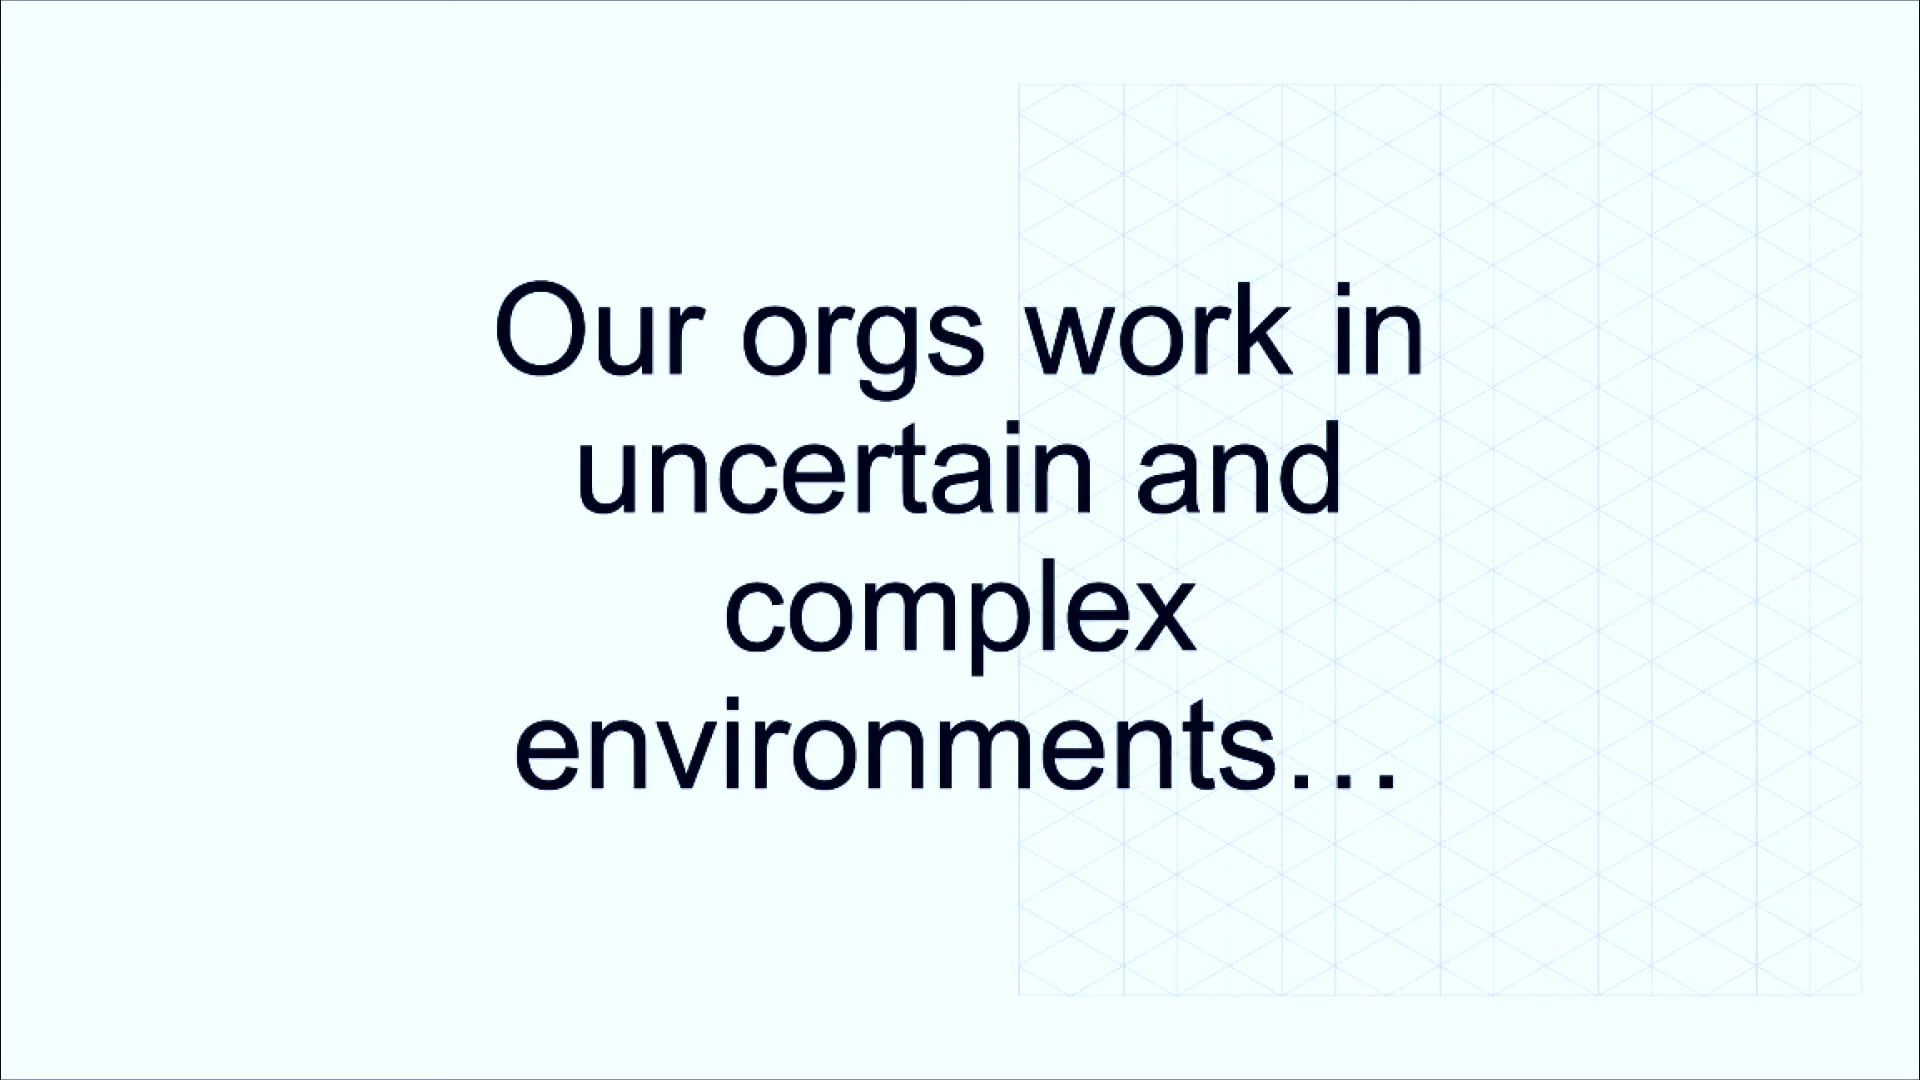 Our orgs work in
uncertain and
complex
environments…